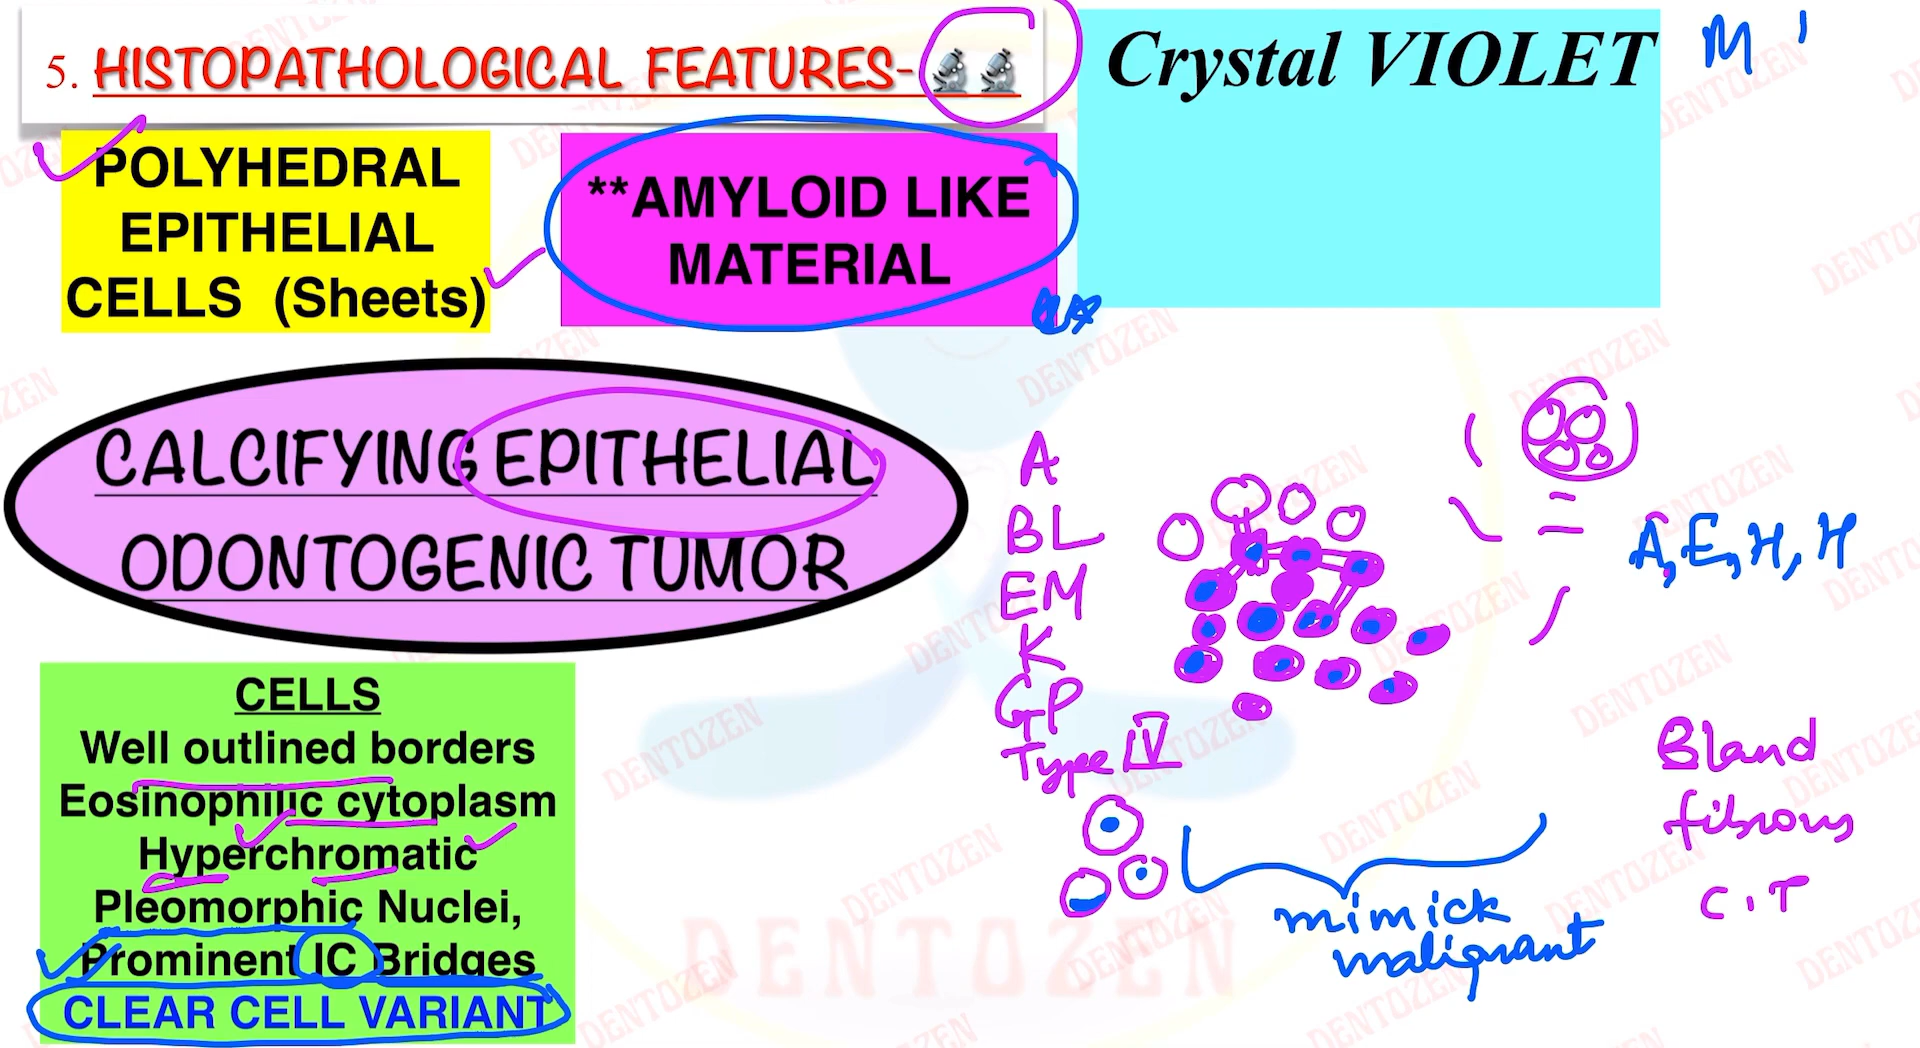 5. HISTOPATHOLOGICAL FEATURES-
Crystal VIOLET
M '
POLYHEDRAL
EPITHELIAL
CELLS (Sheets)
**AMYLOID LIKE
MATERIAL
CALCIFYING EPITHELIAL
ODONTOGENIC TUMOR
CELLS
Well outlined borders
Eosinophilic cytoplasm
Hyperchromatic
Pleomorphic Nuclei,
Prominent IC Bridges
CLEAR CELL VARIANT
A
BL
EM
K
GP
Type IV
A, E, H, H
mimick
malignant
Bland
fibrous
C.T
DENTOZEN